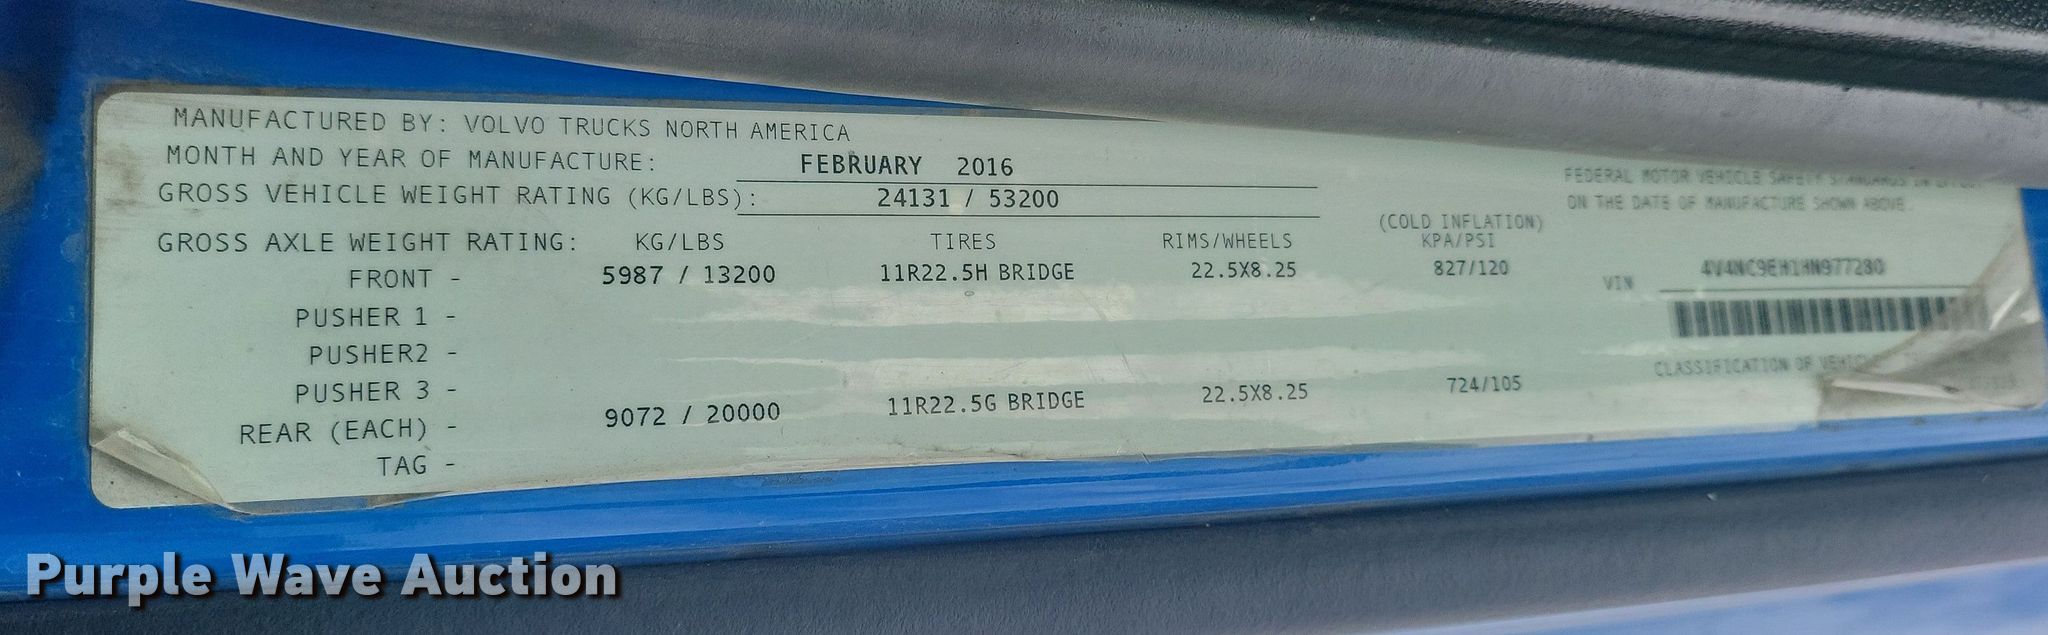 MANUFACTURED BY: VOLVO TRUCKS NORTH AMERICA
MONTH AND YEAR OF MANUFACTURE: FEBRUARY 2016
GROSS VEHICLE WEIGHT RATING (KG/LBS): 24131 / 53200
FEDERAL MOTOR VEHICLE SAFETY STANDARDS IN
ON THE DATE OF MANUFACTURE SHOWN ABOVE.
(COLD INFLATION)
GROSS AXLE WEIGHT RATING: KG/LBS TIRES RIMS/WHEELS KPA/PSI
FRONT - 5987 / 13200 11R22.5H BRIDGE 22.5X8.25 827/120
VIN 4V4NC9EH1HN977280
PUSHER 1 -
PUSHER2 -
CLASSIFICATION OF
PUSHER 3 -
REAR (EACH) - 9072 / 20000 11R22.5G BRIDGE 22.5X8.25 724/105
TAG -
Purple Wave Auction